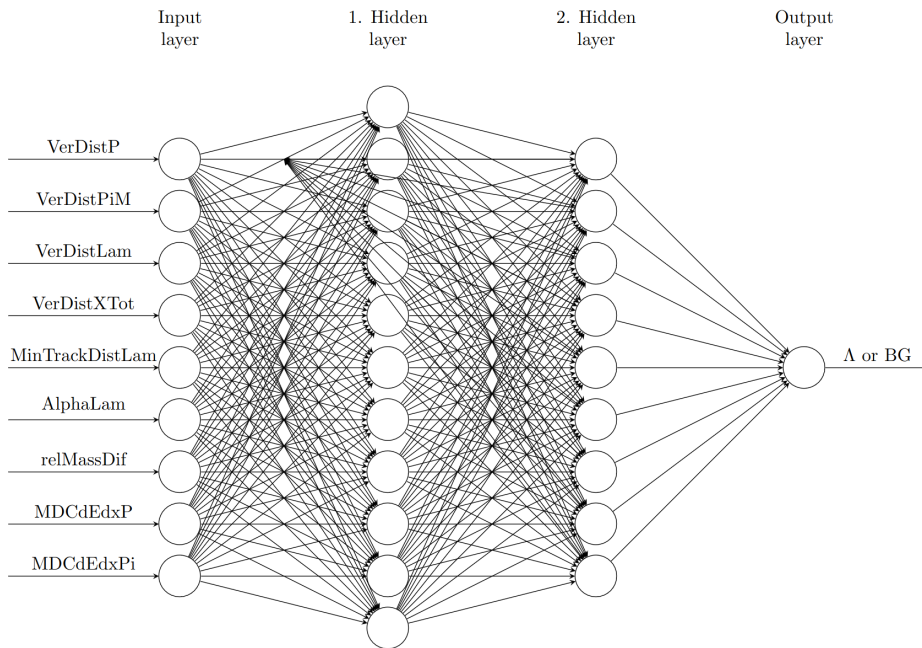 Input
layer
1. Hidden
layer
2. Hidden
layer
Output
layer
VerDistP
VerDistPiM
VerDistLam
VerDistXTot
MinTrackDistLam
AlphaLam
relMassDif
MDCdEdxP
MDCdEdxPi
Λ or BG